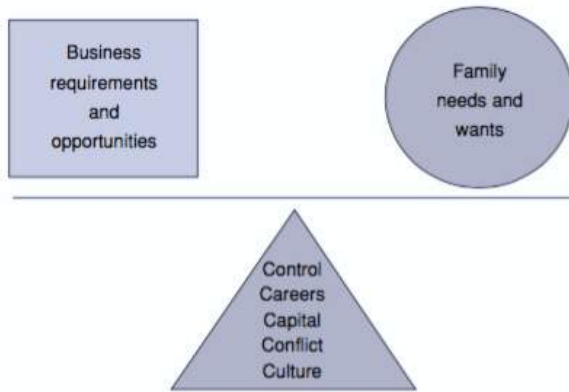 Business
requirements
and
opportunities
Family
needs and
wants
Control
Careers
Capital
Conflict
Culture